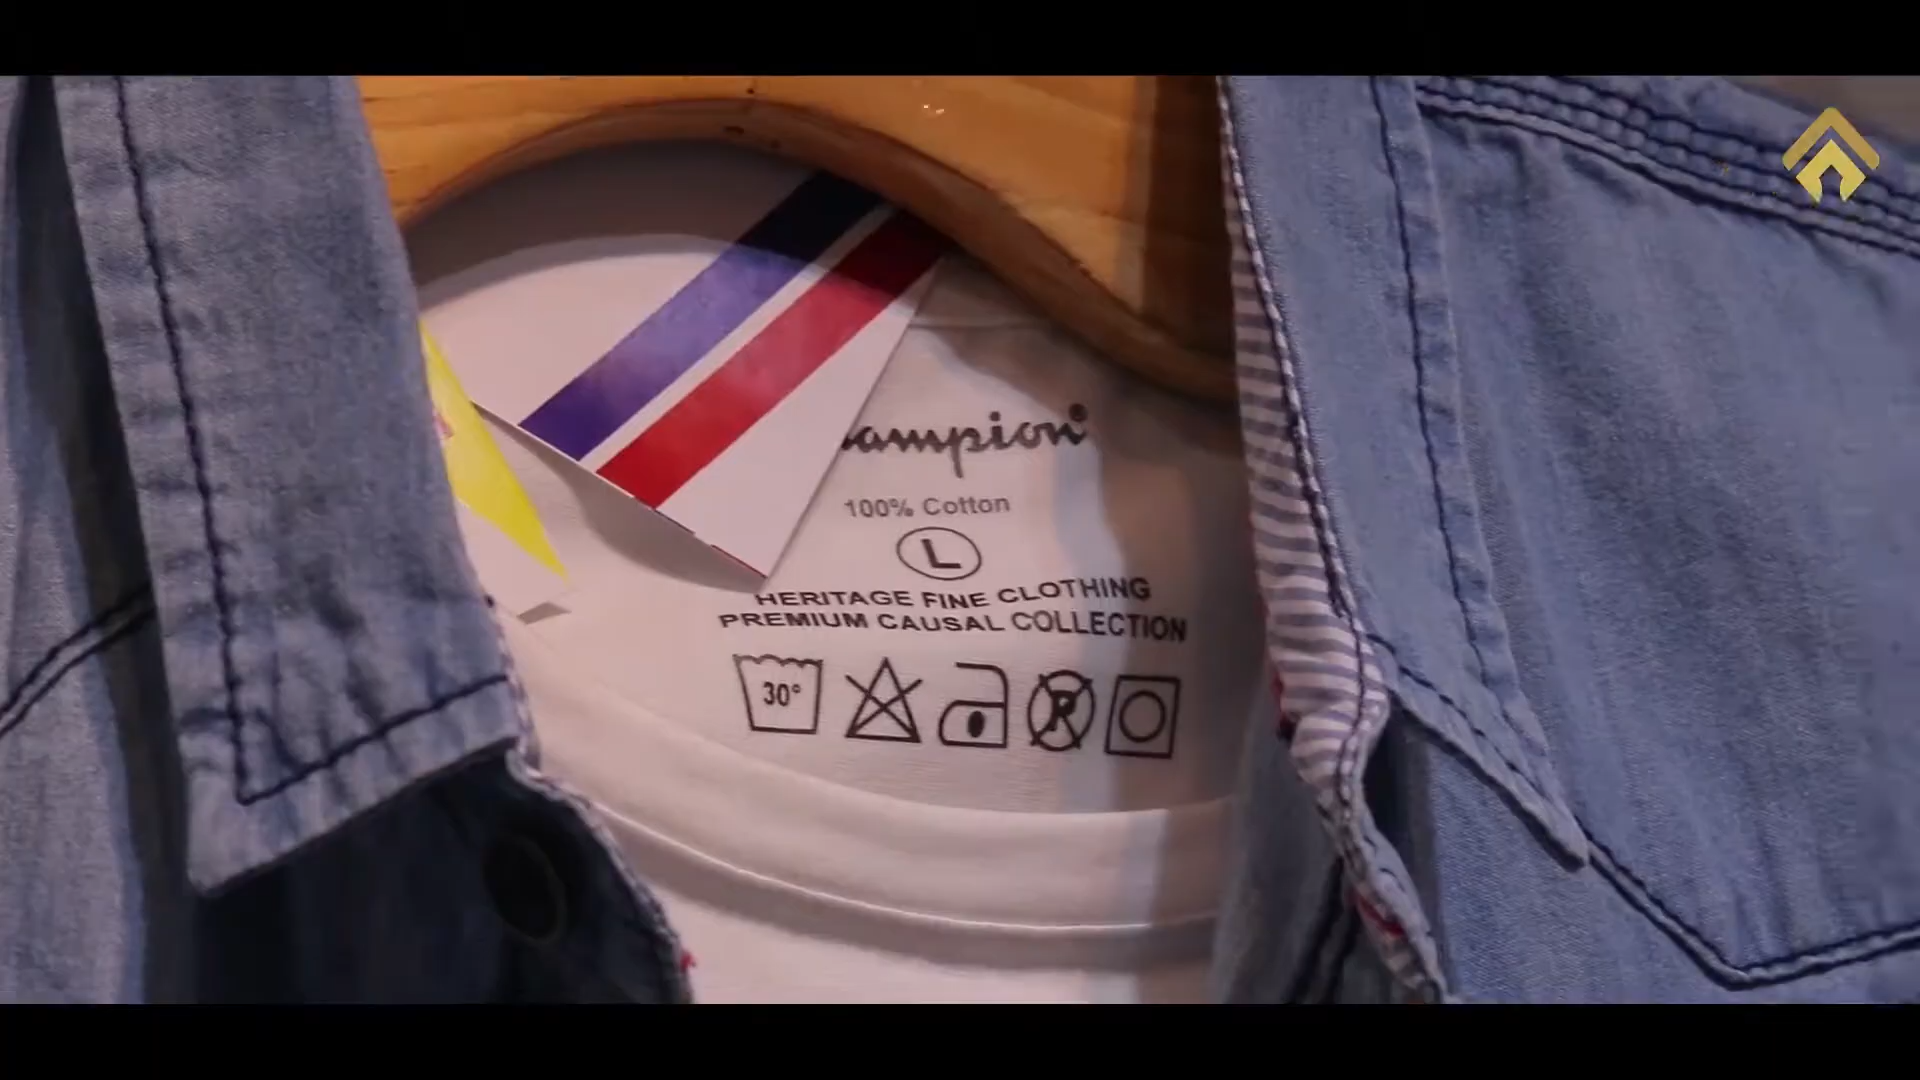 ampion®
100% Cotton
L
HERITAGE FINE CLOTHING
PREMIUM CAUSAL COLLECTION
30°
R